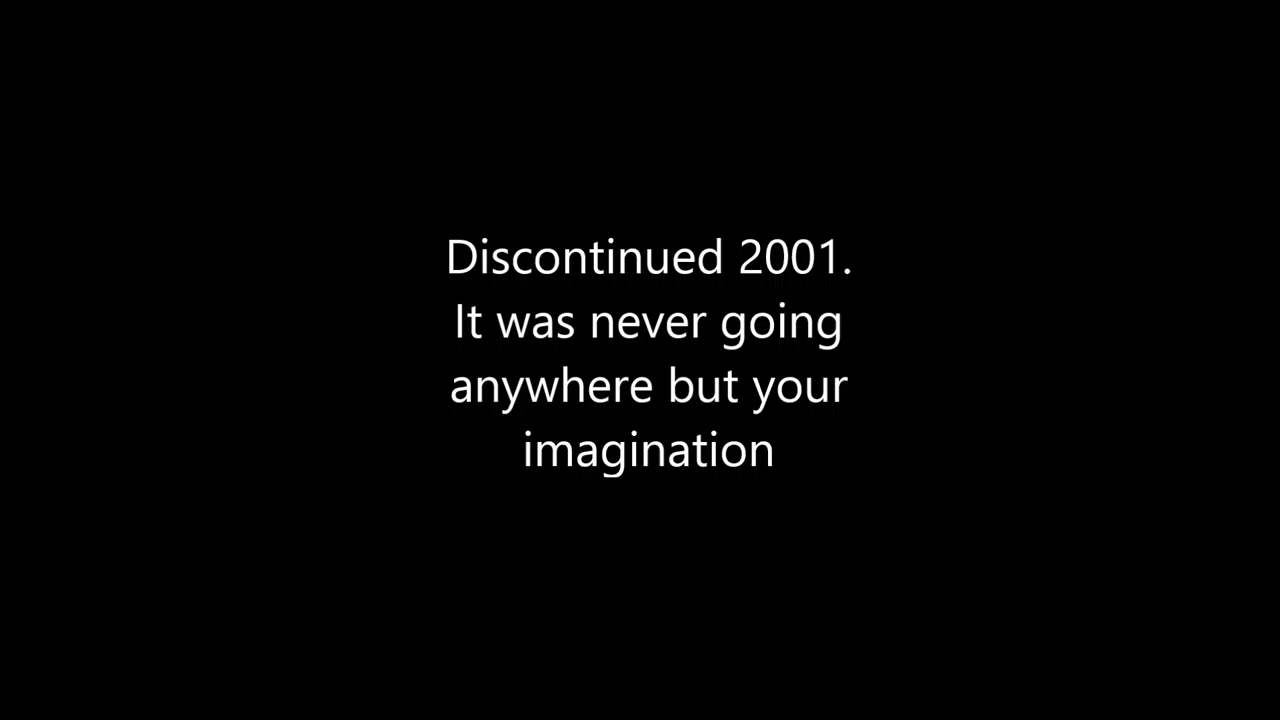 Discontinued 2001.
It was never going
anywhere but your
imagination